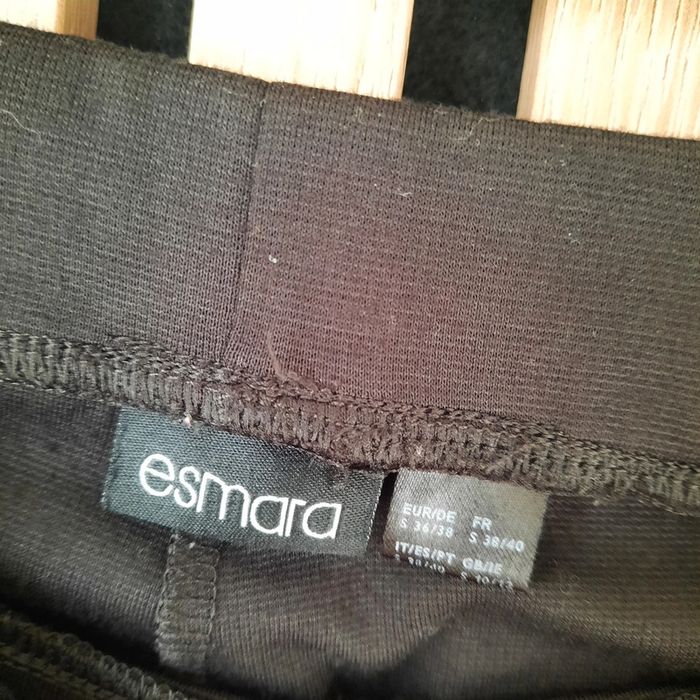 esmara
EUR/DE FR
S 36/38 S 38/40
IT/ES/PT GB/IE